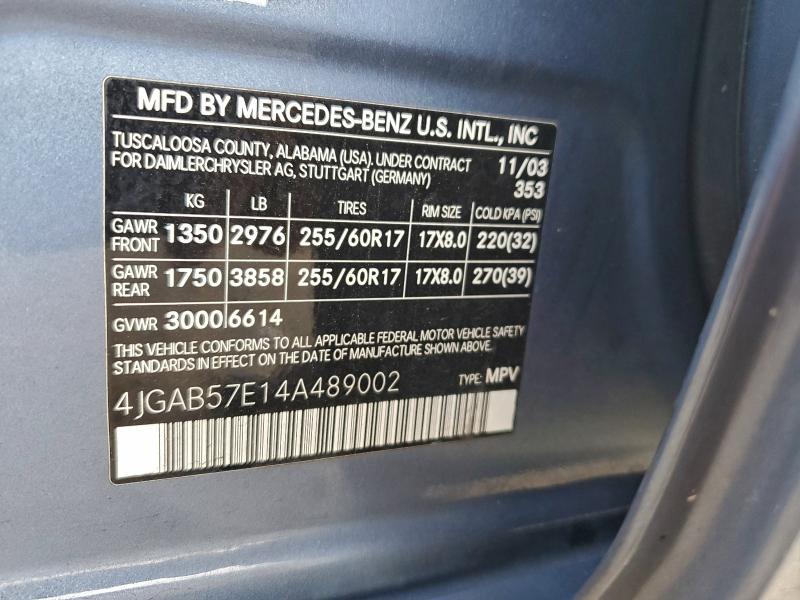 MFD BY MERCEDES-BENZ U.S. INTL., INC
TUSCALOOSA COUNTY, ALABAMA (USA). UNDER CONTRACT 11/03
FOR DAIMLERCHRYSLER AG, STUTTGART (GERMANY) 353
KG LB TIRES RIM SIZE COLD KPA (PSI)
GAWR FRONT 1350 2976 255/60R17 17X8.0 220(32)
GAWR REAR 1750 3858 255/60R17 17X8.0 270(39)
GVWR 3000 6614
THIS VEHICLE CONFORMS TO ALL APPLICABLE FEDERAL MOTOR VEHICLE SAFETY
STANDARDS IN EFFECT ON THE DATE OF MANUFACTURE SHOWN ABOVE.
4JGAB57E14A489002 TYPE: MPV